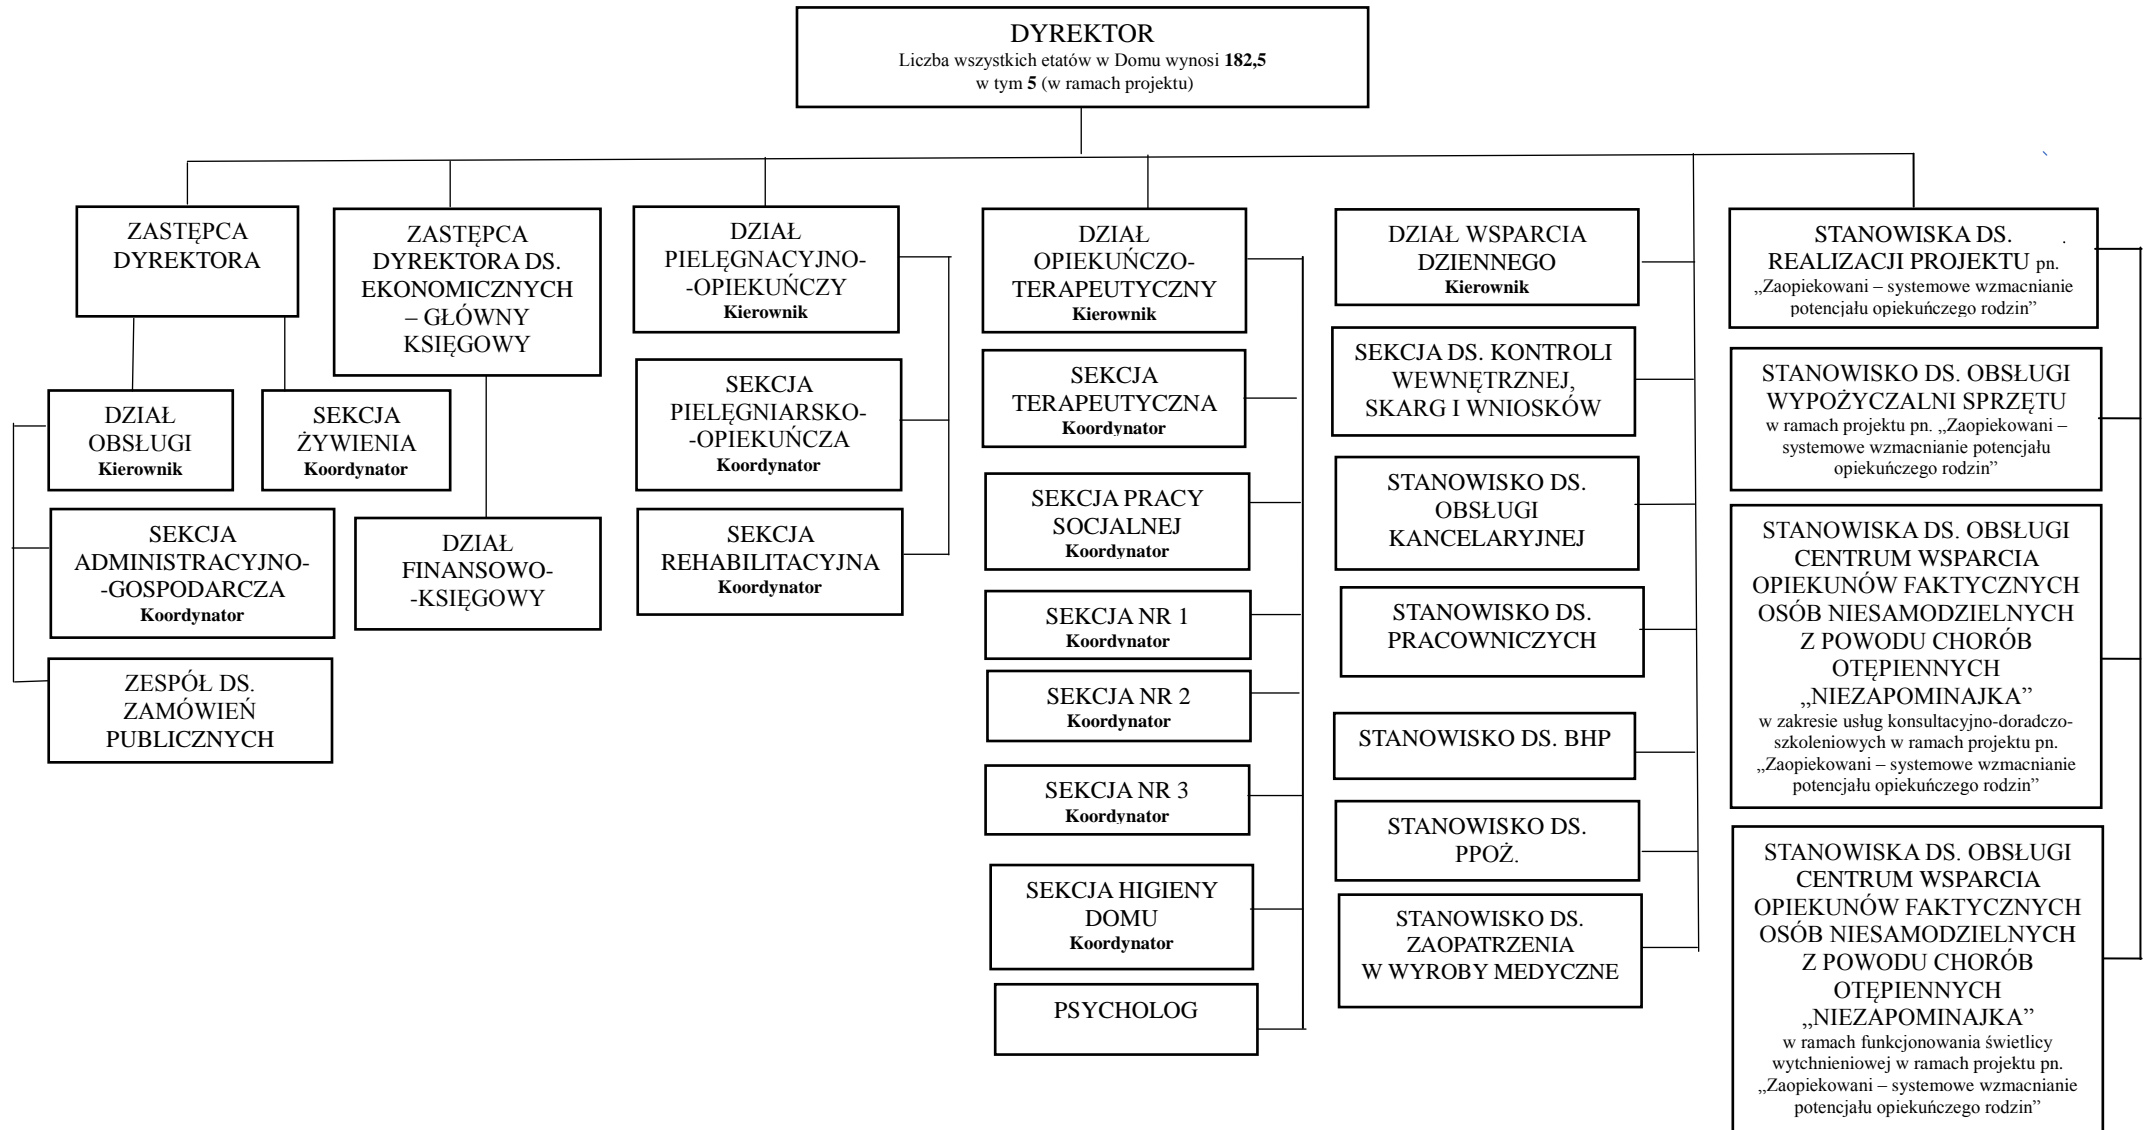 DYREKTOR
Liczba wszystkich etatów w Domu wynosi 182,5
w tym 5 (w ramach projektu)
ZASTĘPCA
DYREKTORA
ZASTĘPCA
DYREKTORA DS.
EKONOMICZNYCH
– GŁÓWNY
KSIĘGOWY
DZIAŁ
PIELĘGNACYJNO-
-OPIEKUŃCZY
Kierownik
DZIAŁ
OPIEKUŃCZO-
TERAPEUTYCZNY
Kierownik
DZIAŁ WSPARCIA
DZIENNEGO
Kierownik
STANOWISKA DS.
REALIZACJI PROJEKTU pn.
„Zaopiekowani – systemowe wzmacnianie
potencjału opiekuńczego rodzin”
DZIAŁ
OBSŁUGI
Kierownik
SEKCJA
ŻYWIENIA
Koordynator
SEKCJA
ADMINISTRACYJNO-
-GOSPODARCZA
Koordynator
ZESPÓŁ DS.
ZAMÓWIEŃ
PUBLICZNYCH
DZIAŁ
FINANSOWO-
-KSIĘGOWY
SEKCJA
PIELĘGNIARSKO-
-OPIEKUŃCZA
Koordynator
SEKCJA
REHABILITACYJNA
Koordynator
SEKCJA
TERAPEUTYCZNA
Koordynator
SEKCJA PRACY
SOCJALNEJ
Koordynator
SEKCJA NR 1
Koordynator
SEKCJA NR 2
Koordynator
SEKCJA NR 3
Koordynator
SEKCJA HIGIENY
DOMU
Koordynator
PSYCHOLOG
SEKCJA DS. KONTROLI
WEWNĘTRZNEJ,
SKARG I WNIOSKÓW
STANOWISKO DS.
OBSŁUGI
KANCELARYJNEJ
STANOWISKO DS.
PRACOWNICZYCH
STANOWISKO DS. BHP
STANOWISKO DS.
PPOŻ.
STANOWISKO DS.
ZAOPATRZENIA
W WYROBY MEDYCZNE
STANOWISKO DS. OBSŁUGI
WYPOŻYCZALNI SPRZĘTU
w ramach projektu pn. „Zaopiekowani –
systemowe wzmacnianie potencjału
opiekuńczego rodzin”
STANOWISKA DS. OBSŁUGI
CENTRUM WSPARCIA
OPIEKUNÓW FAKTYCZNYCH
OSÓB NIESAMODZIELNYCH
Z POWODU CHORÓB
OTĘPIENNYCH
„NIEZAPOMINAJKA”
w zakresie usług konsultacyjno-doradczo-
szkoleniowych w ramach projektu pn.
„Zaopiekowani – systemowe wzmacnianie
potencjału opiekuńczego rodzin”
STANOWISKA DS. OBSŁUGI
CENTRUM WSPARCIA
OPIEKUNÓW FAKTYCZNYCH
OSÓB NIESAMODZIELNYCH
Z POWODU CHORÓB
OTĘPIENNYCH
„NIEZAPOMINAJKA”
w ramach funkcjonowania świetlicy
wytchnieniowej w ramach projektu pn.
„Zaopiekowani – systemowe wzmacnianie
potencjału opiekuńczego rodzin”